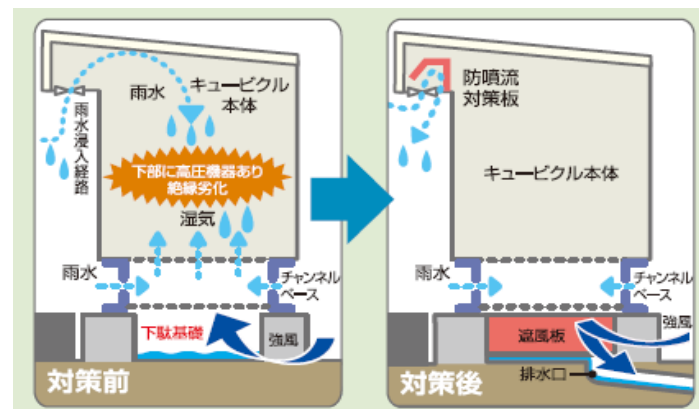 雨水
キュービクル
本体
雨水浸入経路
下部に高圧機器あり
絶縁劣化
湿気
雨水
チャンネル
ベース
下駄基礎
強風
対策前
防噴流
対策板
キュービクル本体
雨水
チャンネル
ベース
強風
遮風板
排水口
対策後